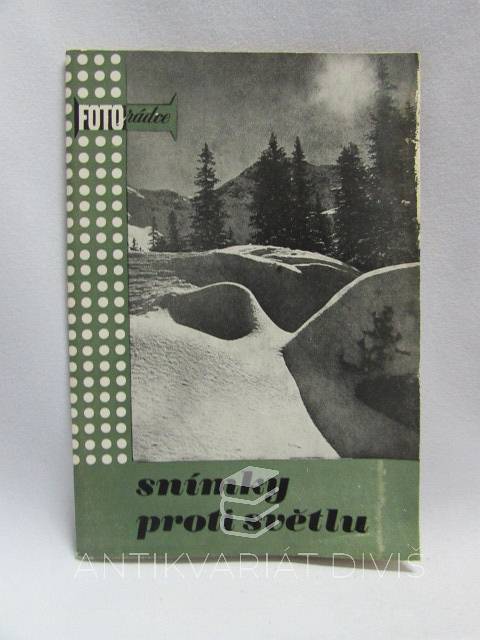 FOTO rádce
snímky
proti světlu
ANTIKVARIÁT DIVIŠ